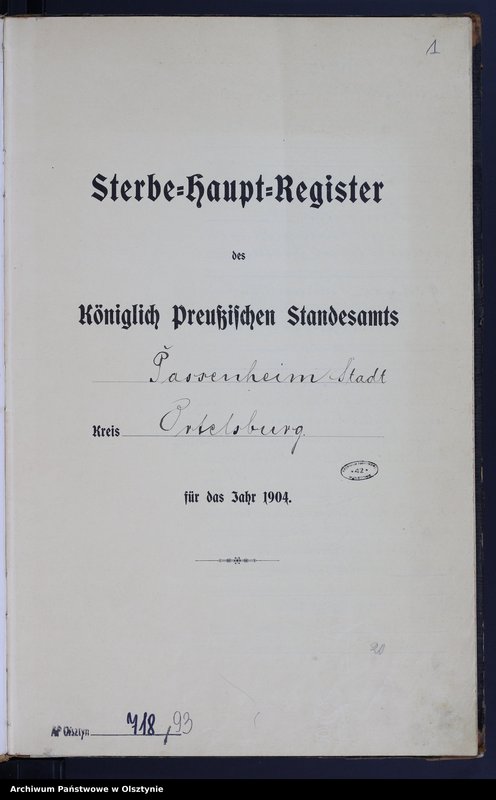 1
Sterbe=Haupt=Register
des
Königlich Preußischen Standesamts
Passenheim Stadt
Kreis Ortelsburg
für das Jahr 1904.
20
AP Olsztyn 718/93
Archiwum Państwowe w Olsztynie